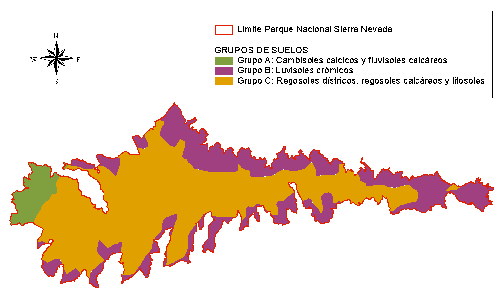 N
W
E
S
Límite Parque Nacional Sierra Nevada
GRUPOS DE SUELOS
Grupo A: Cambisoles cálcicos y fluvisoles calcáreos
Grupo B: Luvisoles crómicos
Grupo C: Regosoles dístricos, regosoles calcáreos y litosoles